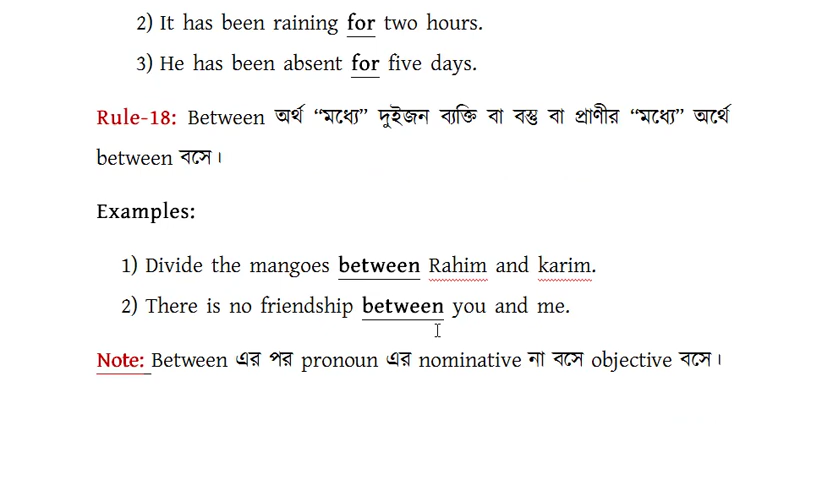 2) It has been raining for two hours.
3) He has been absent for five days.
Rule-18: Between অর্থ “মধ্যে” দুইজন ব্যক্তি বা বস্তু বা প্রাণীর “মধ্যে” অর্থে
between বসে।
Examples:
1) Divide the mangoes between Rahim and karim.
2) There is no friendship between you and me.
Note: Between এর পর pronoun এর nominative না বসে objective বসে।